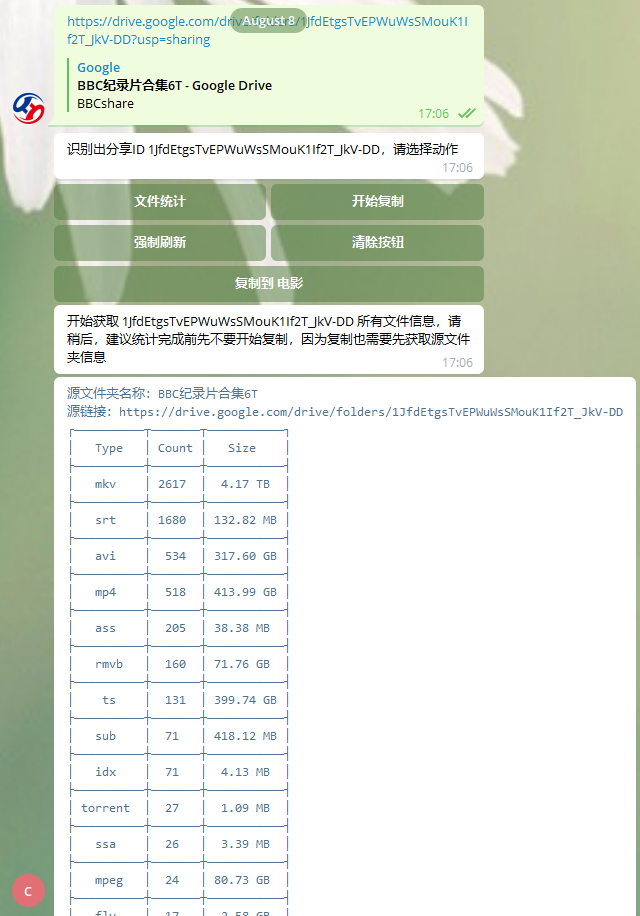 https://drive.google.com/drive/folders/1JfdEtgsTvEPWuWsSMouK1I
August 8
f2T_JkV-DD?usp=sharing
Google
BBC纪录片合集6T - Google Drive
BBCshare
17:06
识别出分享ID 1JfdEtgsTvEPWuWsSMouK1If2T_JkV-DD，请选择动作
17:06
文件统计 开始复制
强制刷新 清除按钮
复制到 电影
开始获取 1JfdEtgsTvEPWuWsSMouK1If2T_JkV-DD 所有文件信息，请
稍后，建议统计完成前先不要开始复制，因为复制也需要先获取源文件
夹信息
17:06
源文件夹名称：BBC纪录片合集6T
源链接：https://drive.google.com/drive/folders/1JfdEtgsTvEPWuWsSMouK1If2T_JkV-DD
Type Count Size
mkv 2617 4.17 TB
srt 1680 132.82 MB
avi 534 317.60 GB
mp4 518 413.99 GB
ass 205 38.38 MB
rmvb 160 71.76 GB
ts 131 399.74 GB
sub 71 418.12 MB
idx 71 4.13 MB
torrent 27 1.09 MB
ssa 26 3.39 MB
mpeg 24 80.73 GB
C
flv 17 2.58 GB